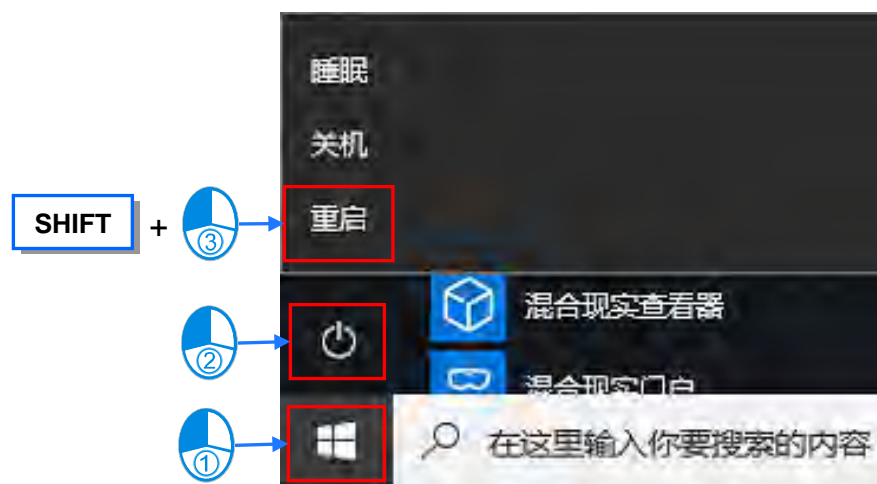 睡眠
关机
SHIFT + ③ 重启
② 混合现实查看器
混合现实门户
① 在这里输入你要搜索的内容